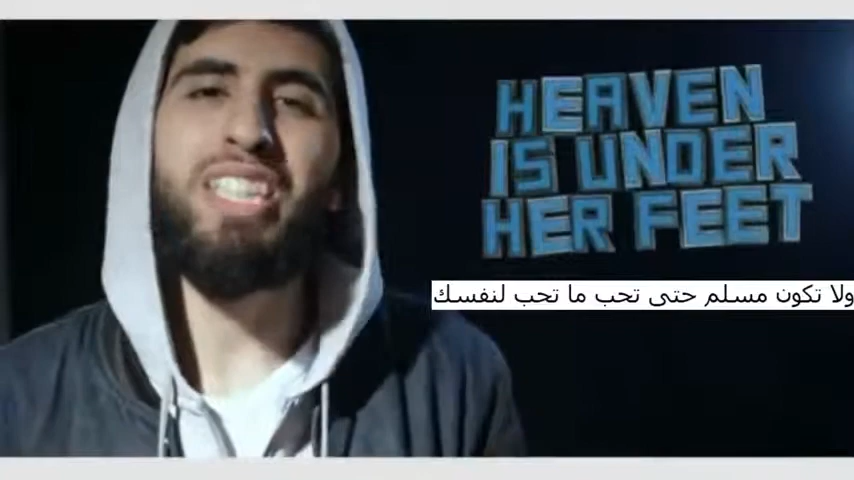 HEAVEN
IS UNDER
HER FEET
ولا تكون مسلم حتى تحب ما تحب لنفسك